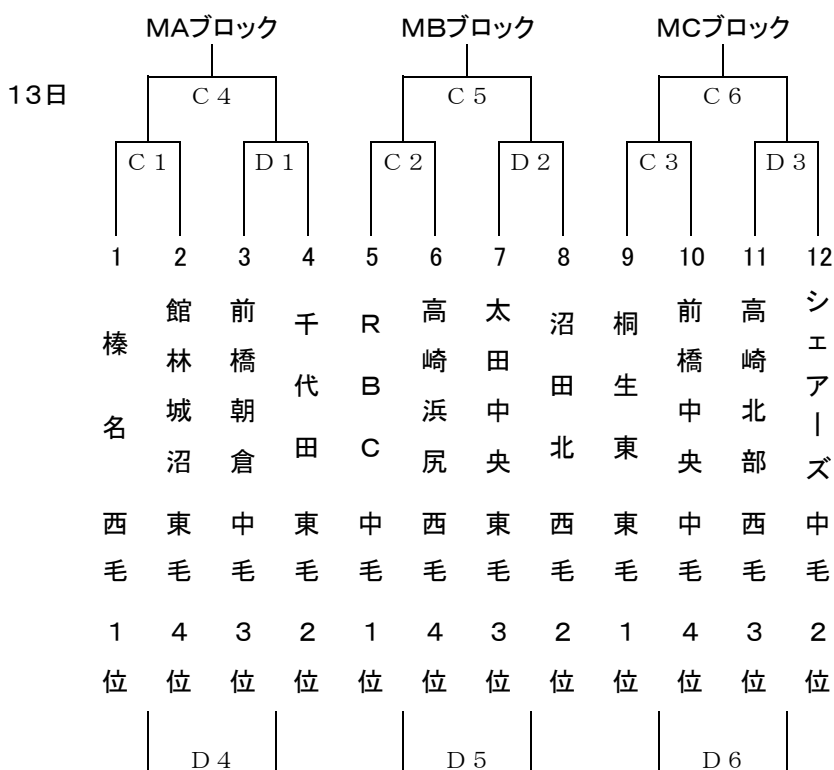 MAブロック MBブロック MCブロック
13日 C4 C5 C6
C1 D1 C2 D2 C3 D3
1 2 3 4 5 6 7 8 9 10 11 12
榛名 西毛 1位
館林城沼 東毛 4位
前橋朝倉 中毛 3位
千代田 東毛 2位
RBC 中毛 1位
高崎浜尻 西毛 4位
太田中央 東毛 3位
沼田北 西毛 2位
桐生東 東毛 1位
前橋中央 中毛 4位
高崎北部 西毛 3位
シェアーズ 中毛 2位
D4 D5 D6